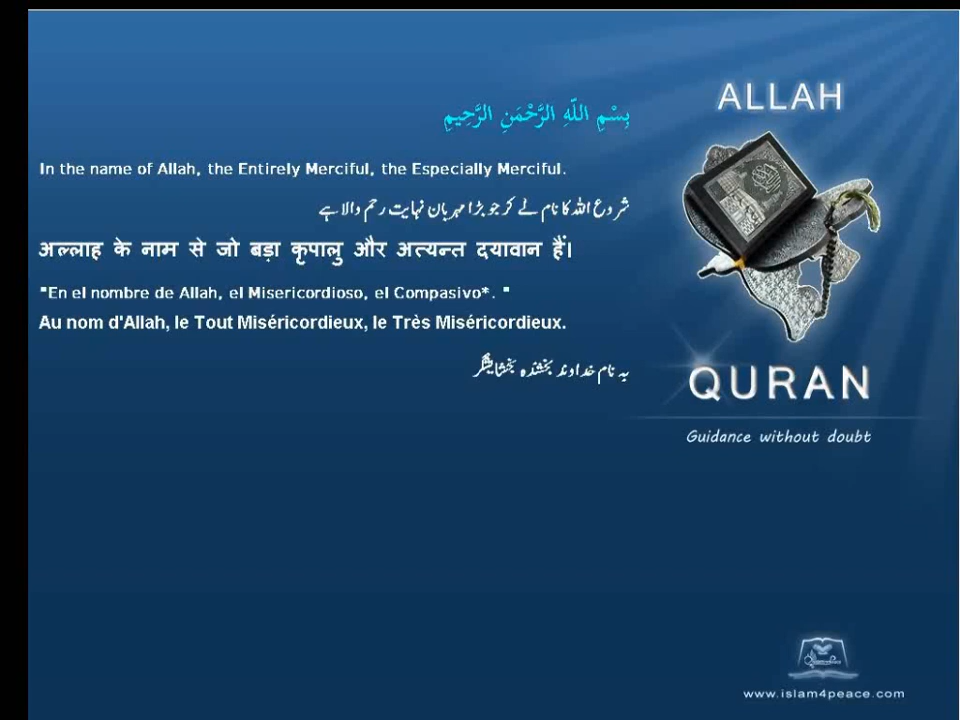 بِسْمِ اللَّهِ الرَّحْمَنِ الرَّحِيمِ
In the name of Allah, the Entirely Merciful, the Especially Merciful.
شروع الله کا نام لے کر جو بڑا مہربان نہایت رحم والا ہے
अल्लाह के नाम से जो बड़ा कृपालु और अत्यन्त दयावान हैं।
"En el nombre de Allah, el Misericordioso, el Compasivo*. "
Au nom d'Allah, le Tout Miséricordieux, le Très Miséricordieux.
به نام خداوند بخشنده بخشایشگر
ALLAH
QURAN
Guidance without doubt
www.islam4peace.com